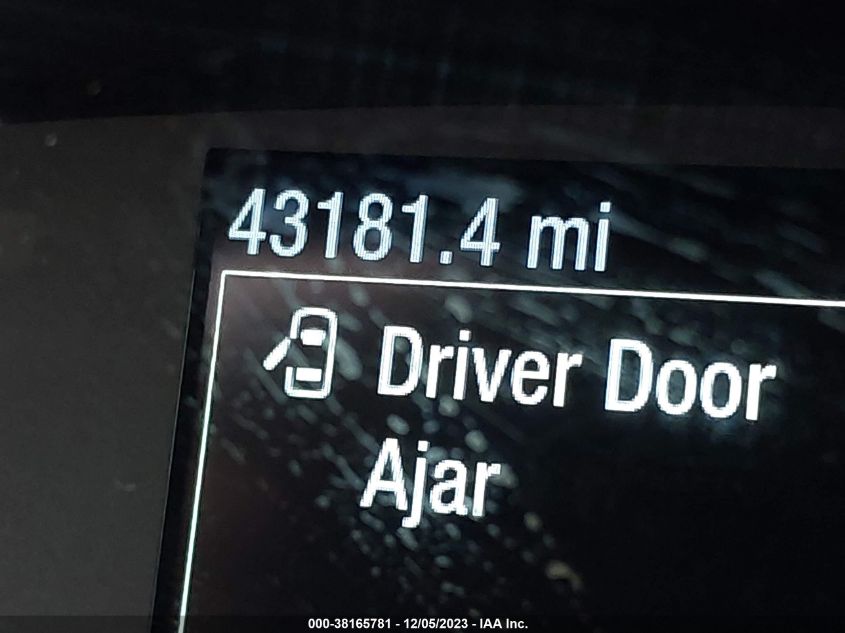 43181.4 mi
Driver Door
Ajar
000-38165781 - 12/05/2023 - IAA Inc.